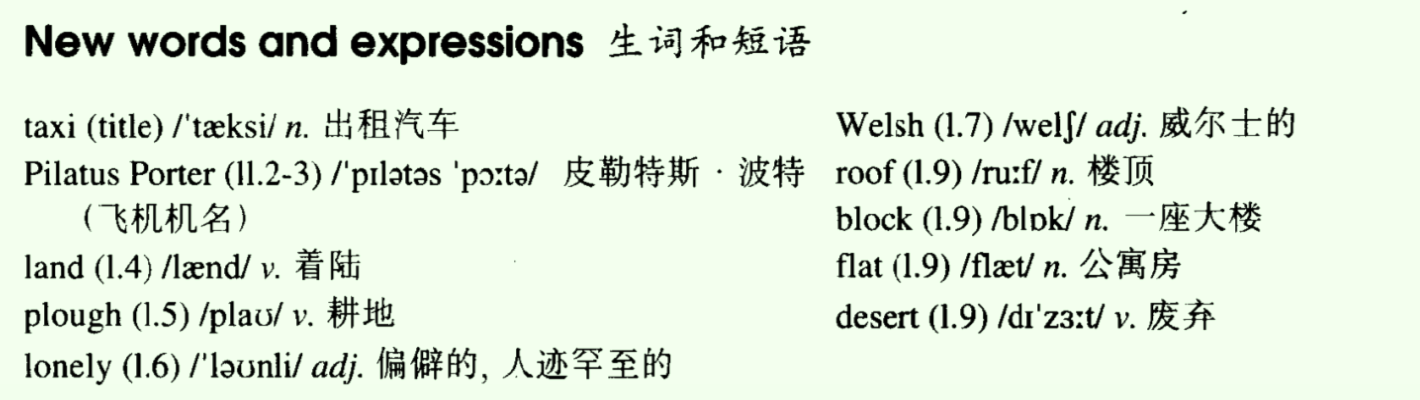 New words and expressions 生词和短语
taxi (title) /ˈtæksi/ n. 出租汽车
Pilatus Porter (ll.2-3) /ˈpɪlətəs ˈpɔːtə/ 皮勒特斯 · 波特
(飞机机名)
land (l.4) /lænd/ v. 着陆
plough (l.5) /plaʊ/ v. 耕地
lonely (l.6) /ˈləʊnli/ adj. 偏僻的, 人迹罕至的
Welsh (l.7) /welʃ/ adj. 威尔士的
roof (l.9) /ruːf/ n. 楼顶
block (l.9) /blɒk/ n. 一座大楼
flat (l.9) /flæt/ n. 公寓房
desert (l.9) /dɪˈzɜːt/ v. 废弃